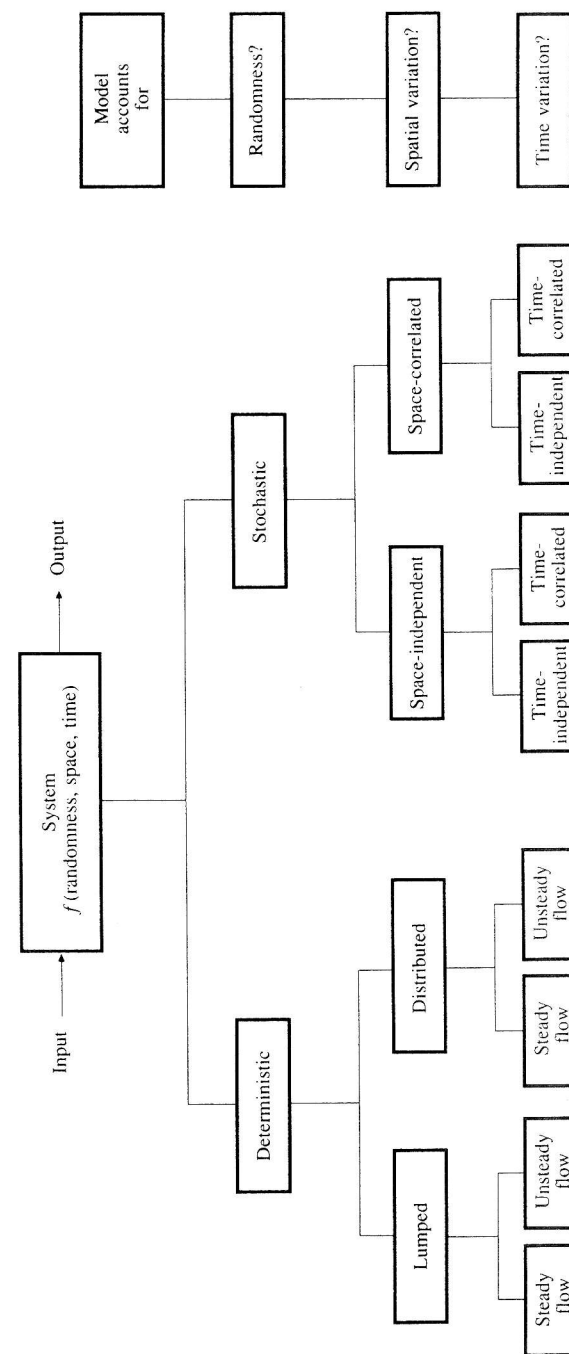 Input
System
f (randomness, space, time)
Output
Model
accounts
for
Deterministic
Stochastic
Randomness?
Lumped
Distributed
Space-independent
Space-correlated
Spatial variation?
Steady
flow
Unsteady
flow
Steady
flow
Unsteady
flow
Time-
independent
Time-
correlated
Time-
independent
Time-
correlated
Time variation?